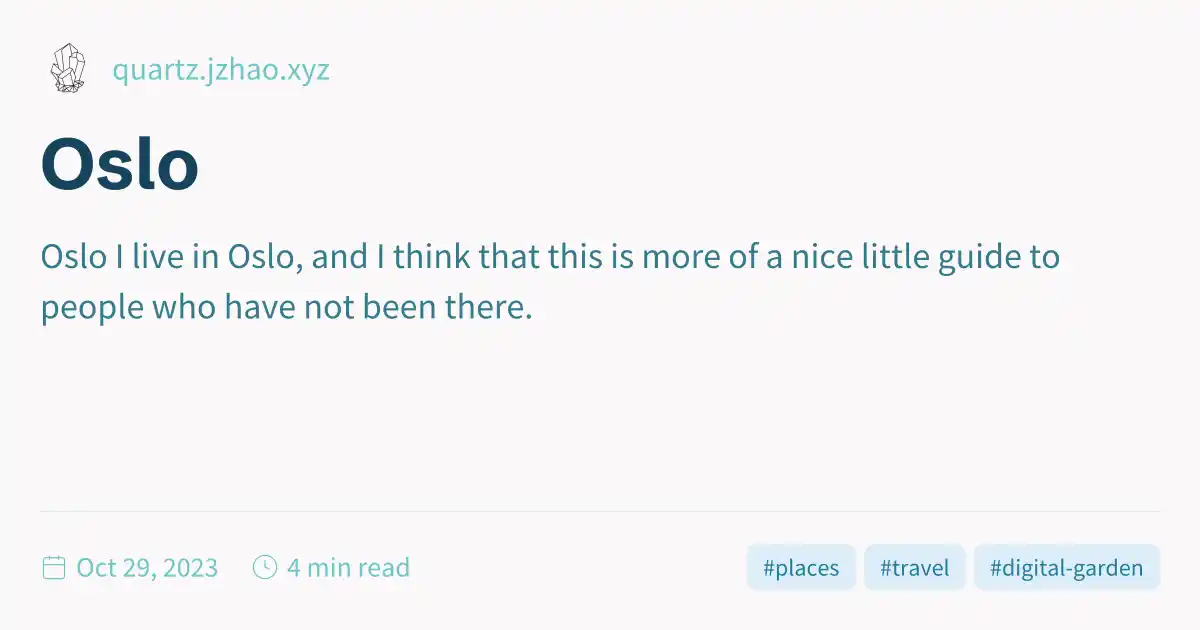 quartz.jzhao.xyz
Oslo
Oslo I live in Oslo, and I think that this is more of a nice little guide to
people who have not been there.
Oct 29, 2023 4 min read #places #travel #digital-garden